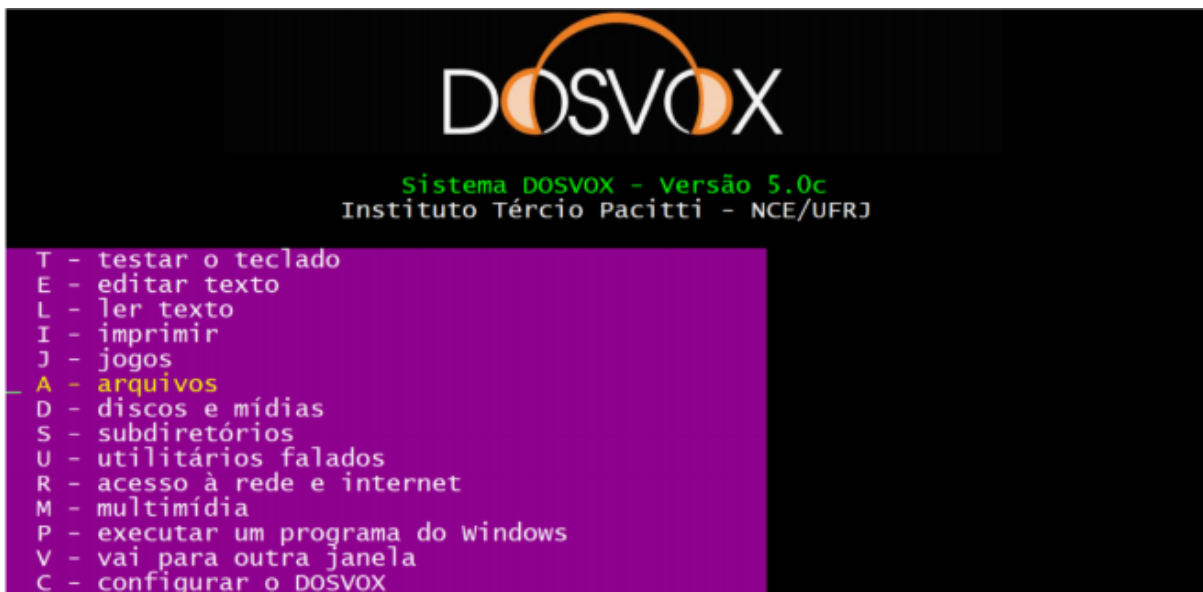 DOSVOX
Sistema DOSVOX - Versão 5.0c
Instituto Tércio Pacitti - NCE/UFRJ
T - testar o teclado
E - editar texto
L - ler texto
I - imprimir
J - jogos
_ A - arquivos
D - discos e mídias
S - subdiretórios
U - utilitários falados
R - acesso à rede e internet
M - multimídia
P - executar um programa do Windows
V - vai para outra janela
C - configurar o DOSVOX